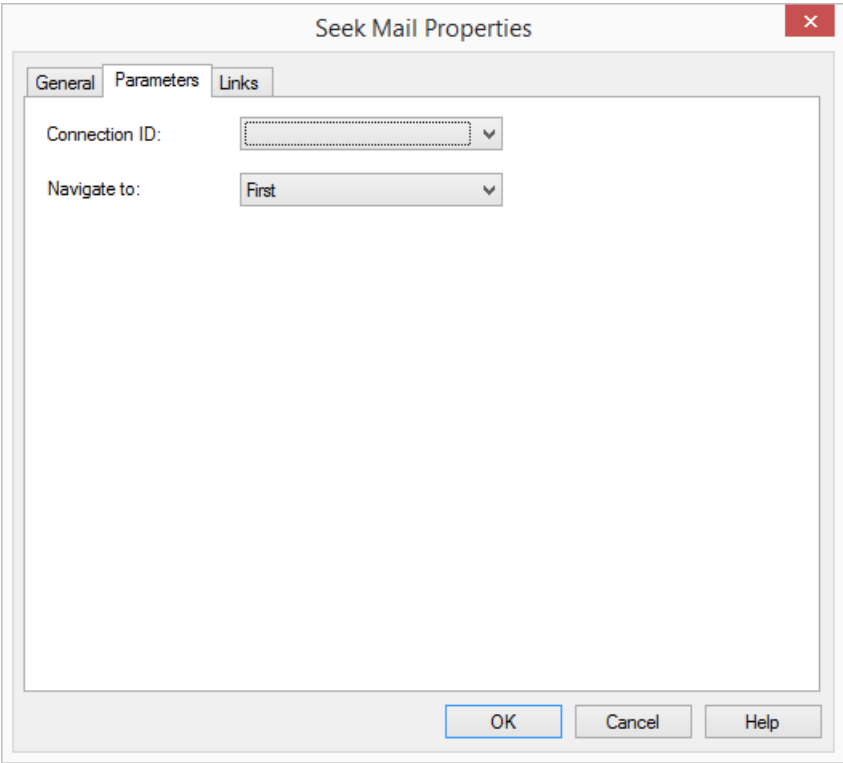 Seek Mail Properties
General Parameters Links
Connection ID:
Navigate to: First
OK Cancel Help